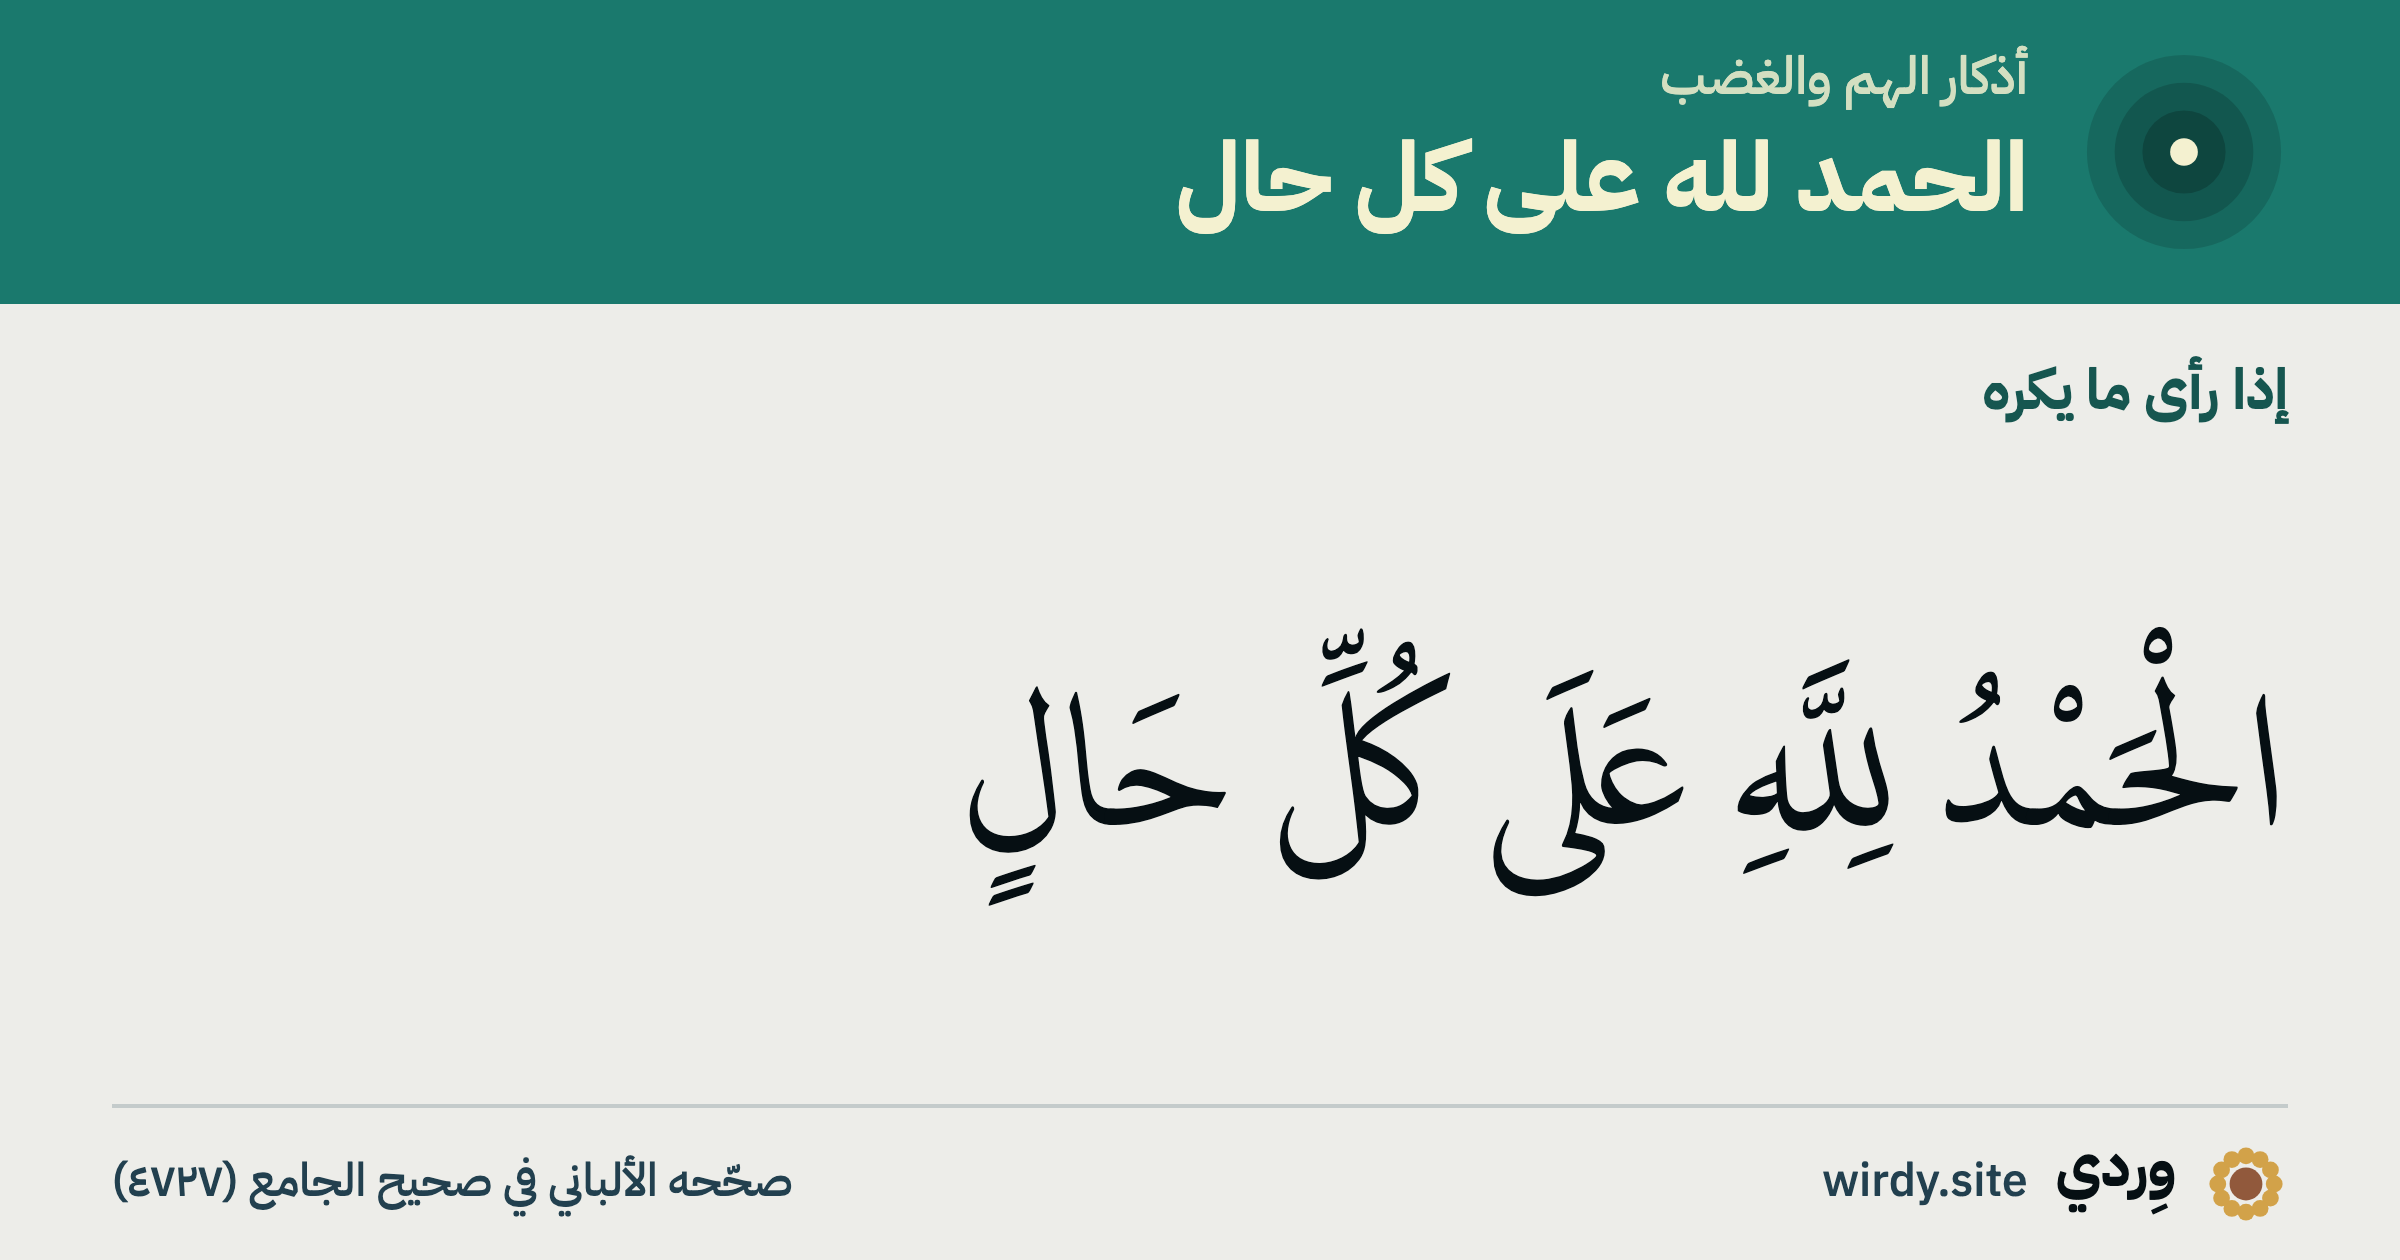 أذكار الهم والغضب
الحمد لله على كل حال
إذا رأى ما يكره
الْحَمْدُ لِلَّهِ عَلَى كُلِّ حَالٍ
وِردي wirdy.site
صحّحه الألباني في صحيح الجامع (٤٧٢٧)